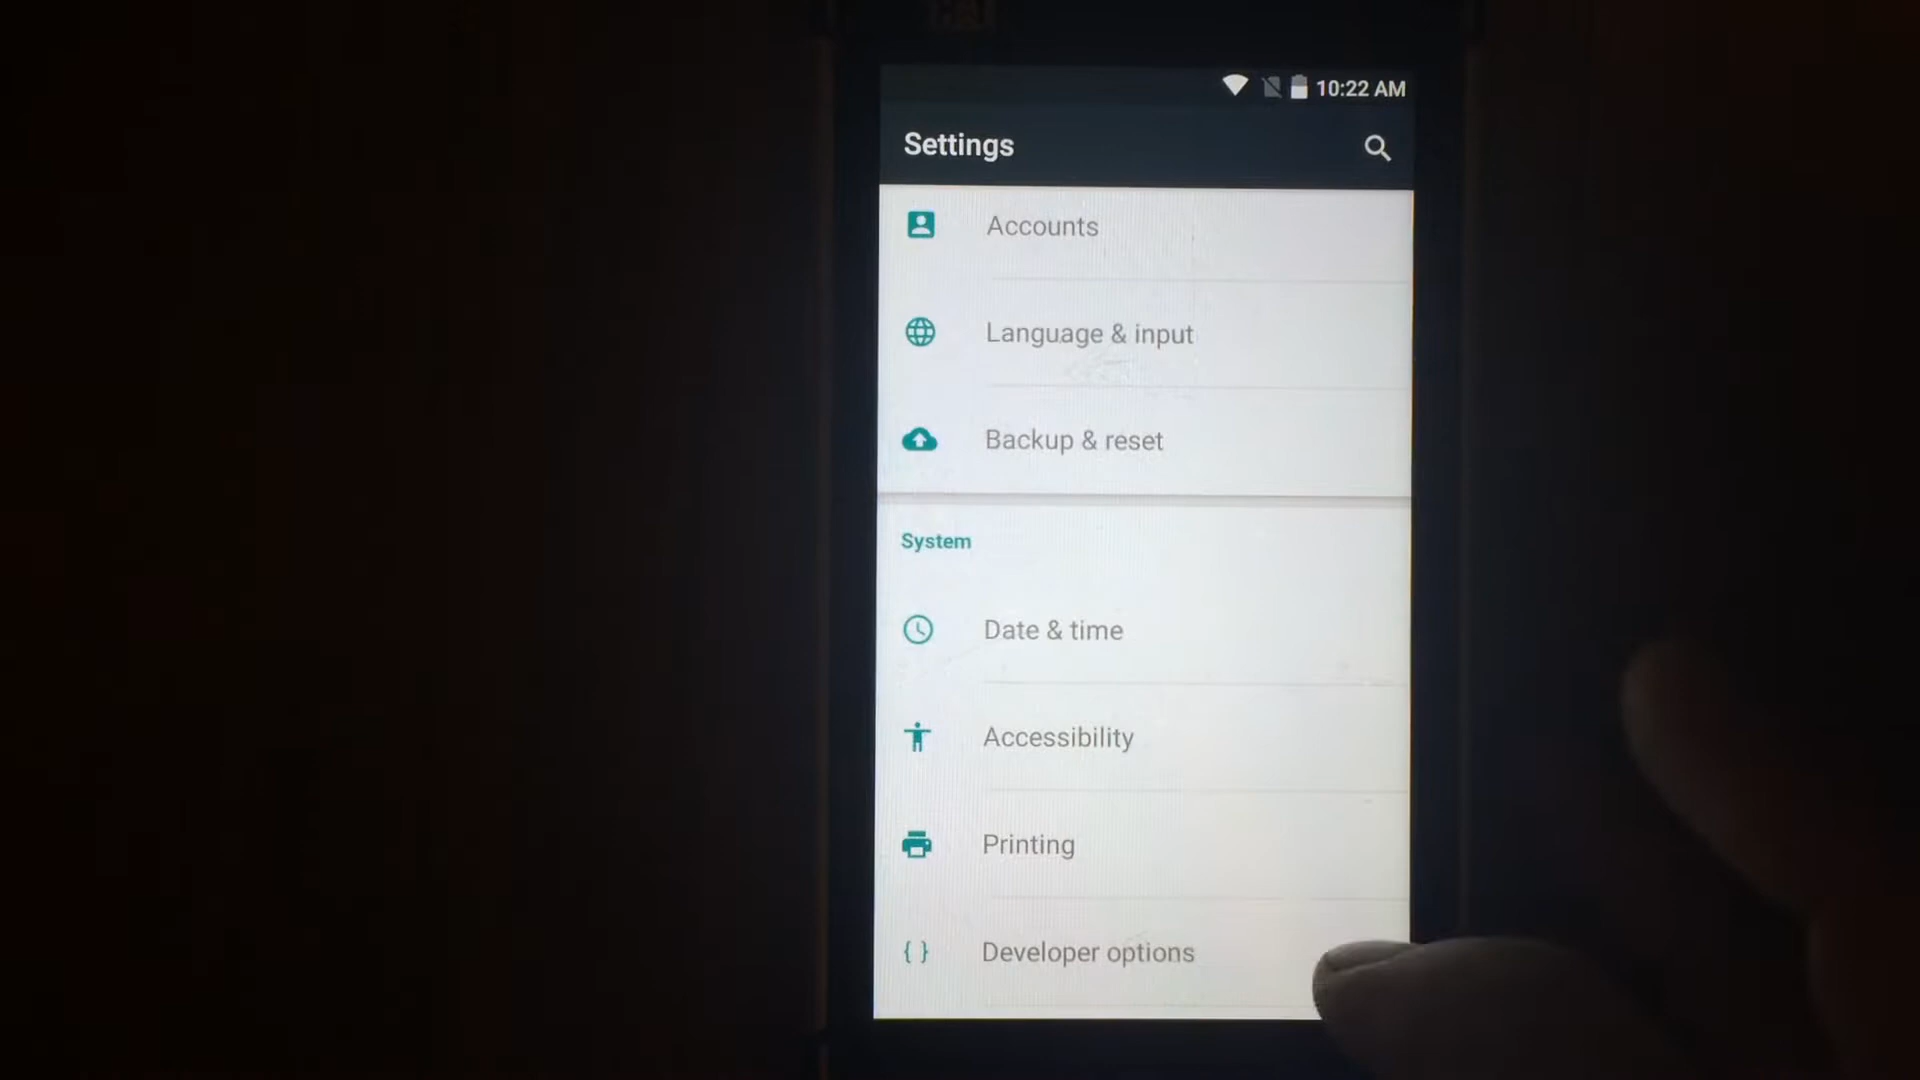 10:22 AM
Settings
Accounts
Language & input
Backup & reset
System
Date & time
Accessibility
Printing
{ } Developer options